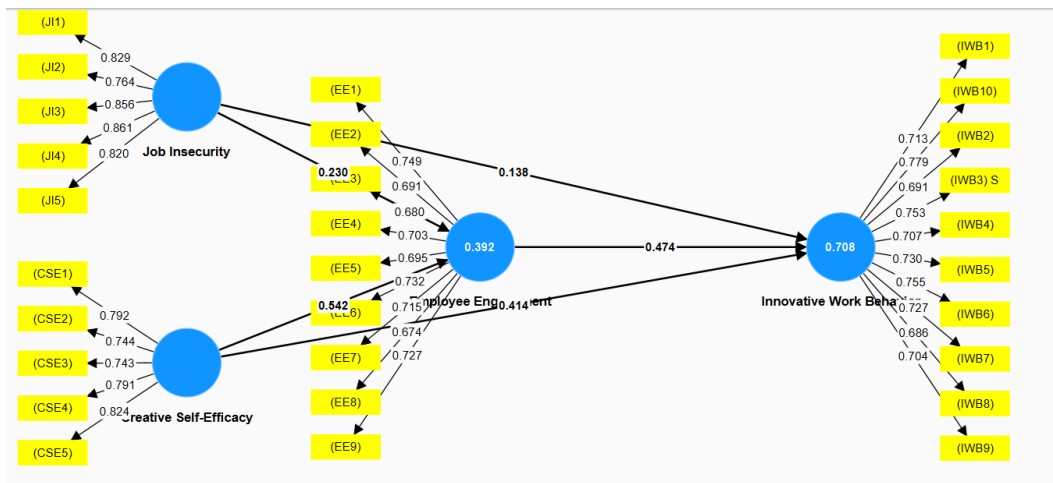 (JI1)
(JI2)
(JI3)
(JI4)
(JI5)
0.829
0.764
0.856
0.861
0.820
Job Insecurity
(CSE1)
(CSE2)
(CSE3)
(CSE4)
(CSE5)
0.792
0.744
0.743
0.791
0.824
Creative Self-Efficacy
0.230
0.138
0.542
0.414
0.474
(EE1)
(EE2)
(EE3)
(EE4)
(EE5)
(EE6)
(EE7)
(EE8)
(EE9)
0.749
0.691
0.680
0.703
0.695
0.732
0.715
0.674
0.727
0.392
Employee Engagement
(IWB1)
(IWB10)
(IWB2)
(IWB3) S
(IWB4)
(IWB5)
(IWB6)
(IWB7)
(IWB8)
(IWB9)
0.713
0.779
0.691
0.753
0.707
0.730
0.755
0.727
0.686
0.704
0.708
Innovative Work Behavior